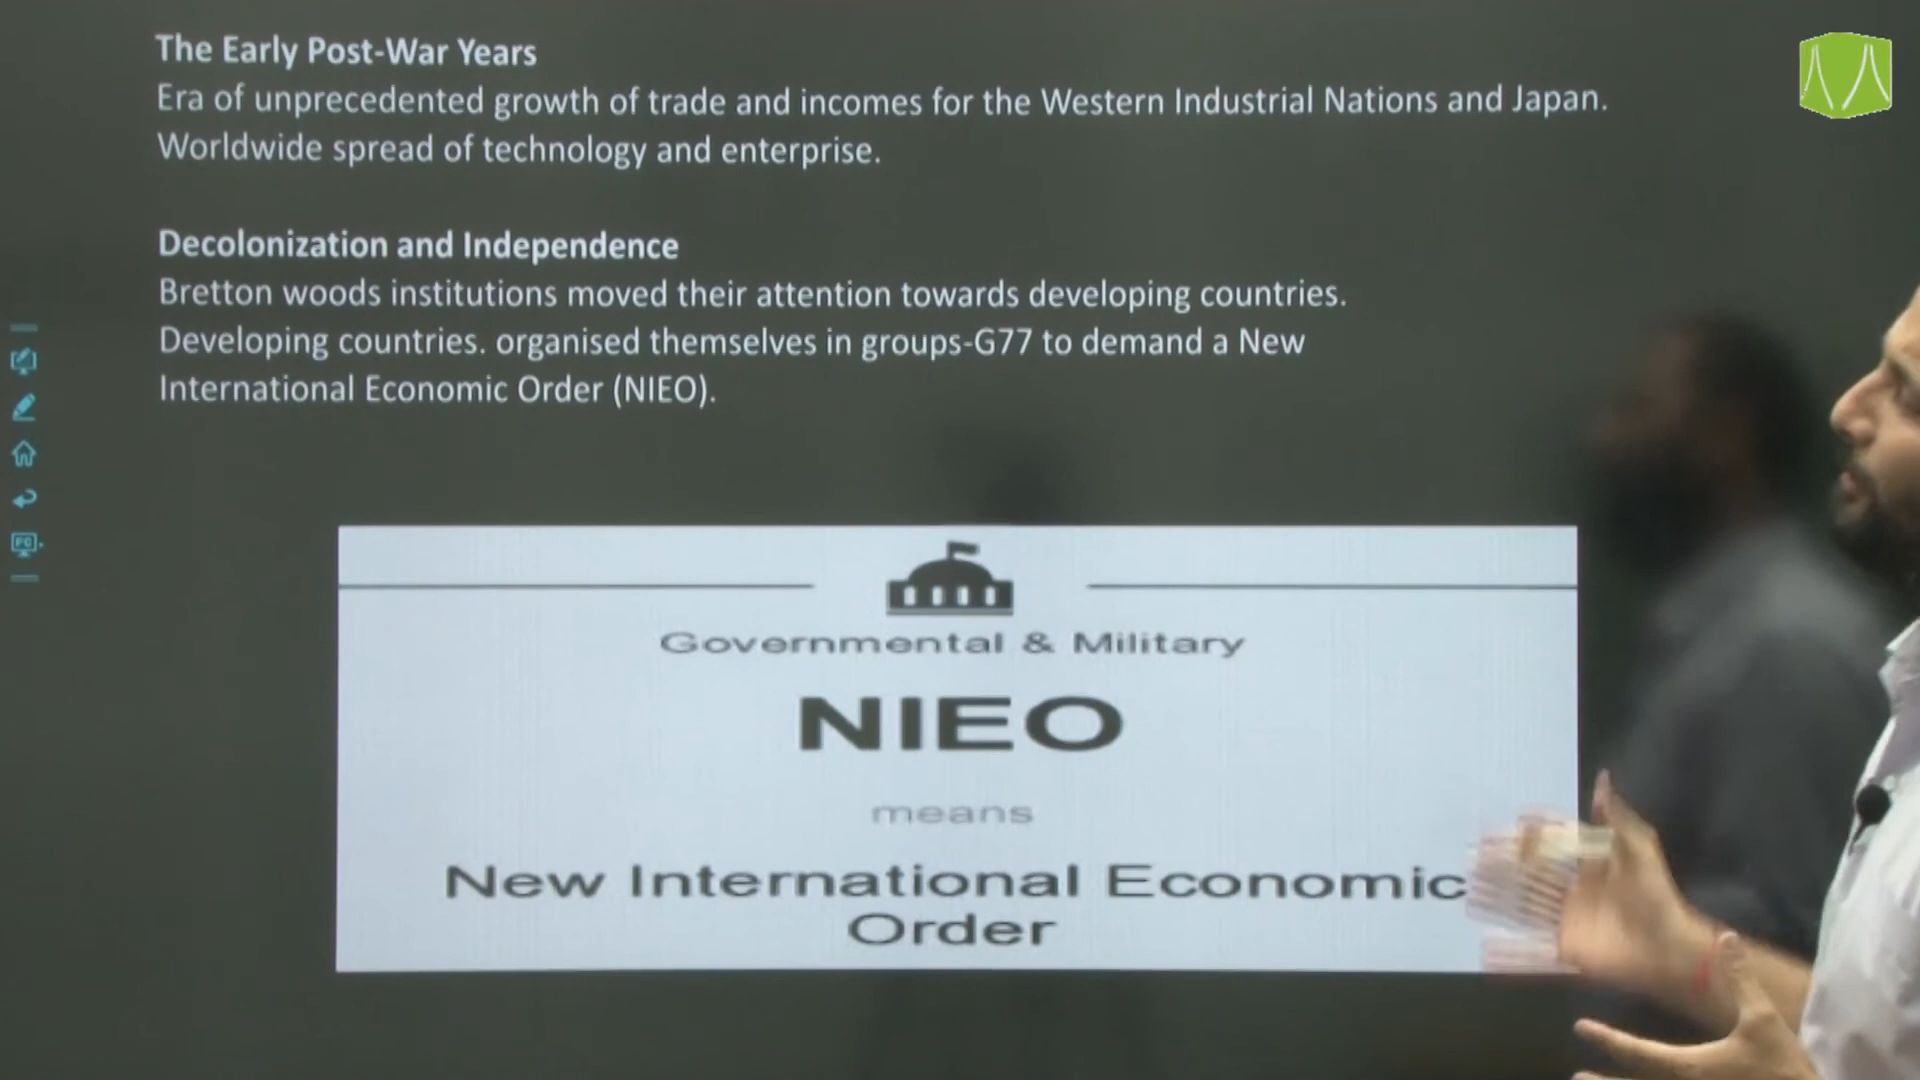 The Early Post-War Years
Era of unprecedented growth of trade and incomes for the Western Industrial Nations and Japan.
Worldwide spread of technology and enterprise.
Decolonization and Independence
Bretton woods institutions moved their attention towards developing countries.
Developing countries. organised themselves in groups-G77 to demand a New
International Economic Order (NIEO).
Governmental & Military
NIEO
means
New International Economic
Order
PC